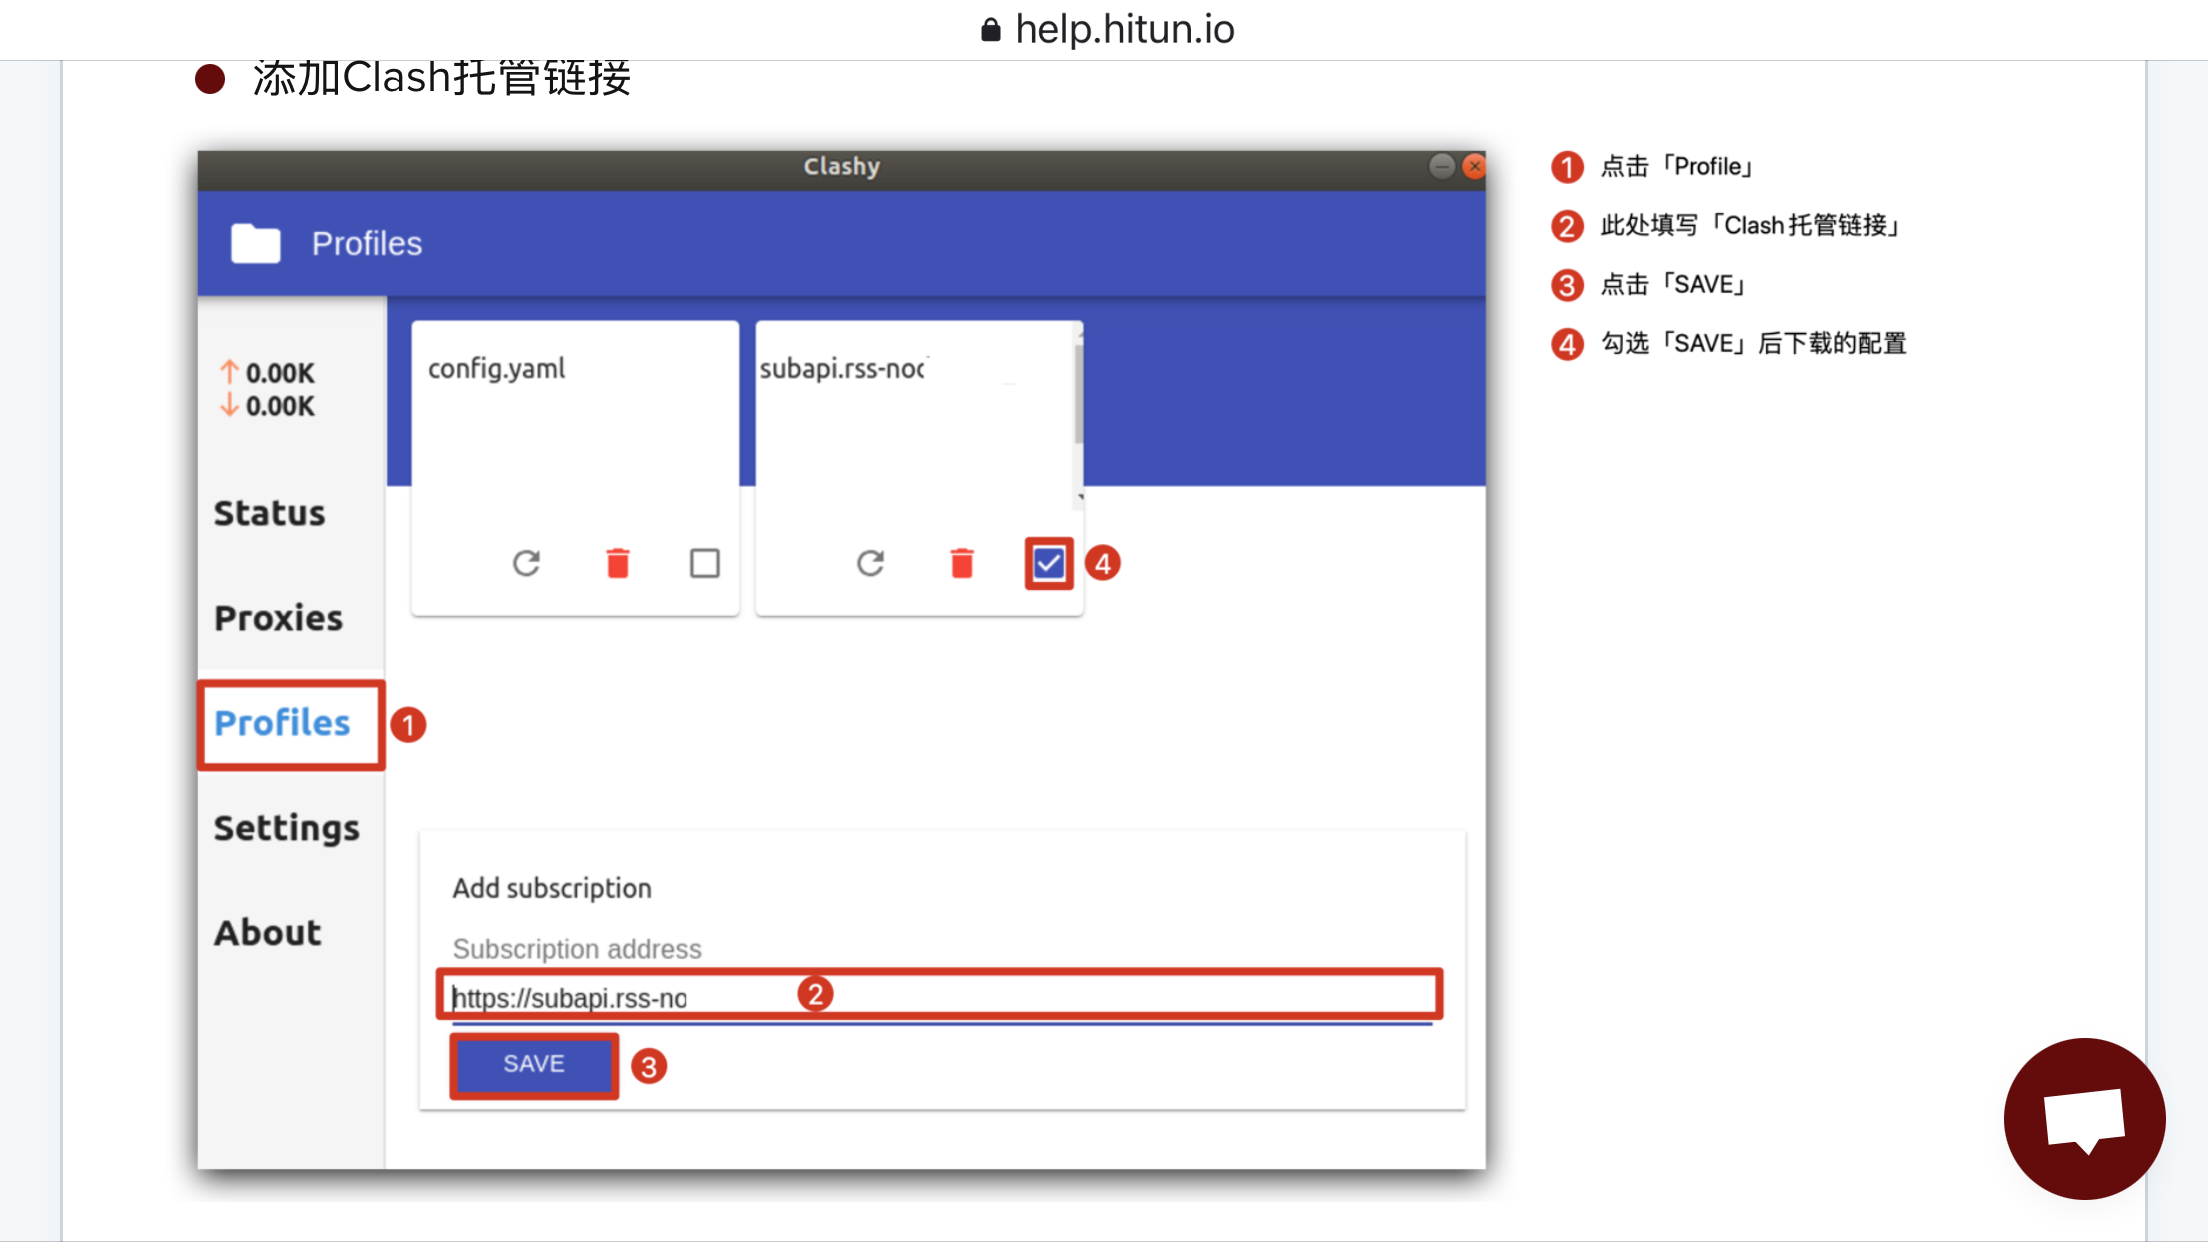 help.hitun.io
添加Clash托管链接
Clashy
1 点击「Profile」
2 此处填写「Clash托管链接」
3 点击「SAVE」
4 勾选「SAVE」后下载的配置
Profiles
↑ 0.00K
↓ 0.00K
config.yaml
subapi.rss-noc
4
Status
Proxies
Profiles
1
Settings
About
Add subscription
Subscription address
https://subapi.rss-no
2
SAVE
3